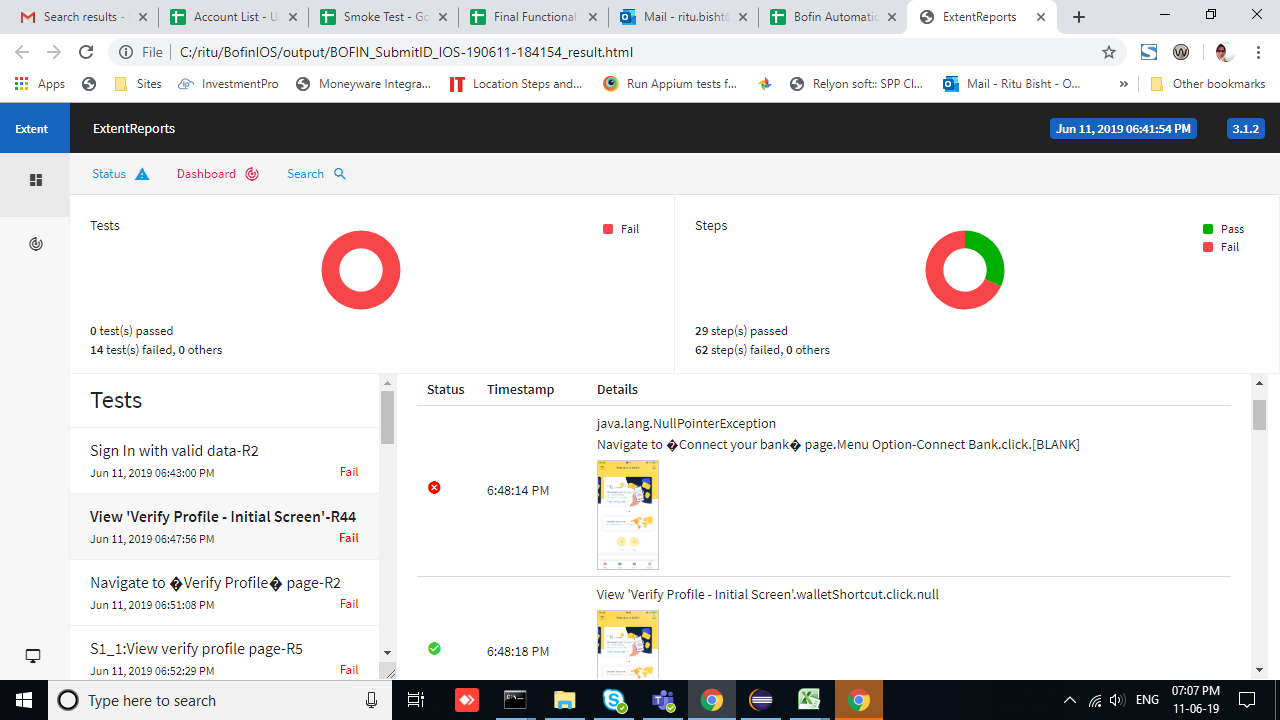 Search results -
Account List - U
Smoke Test - Go
Final Functional
Mail - ritu.bisht
Bofin Automatic
ExtentReports
File | C:/ritu/BofinIOS/output/BOFIN_SubmitID_IOS-190611-184154_result.html
Apps
Sites
InvestmentPro
Moneyware Integra...
IT Location Steps and...
Run Appium tests f...
Relyon soft:: SPP Cl...
Mail - Ritu Bisht - O...
»
Other bookmarks
Extent
ExtentReports
Jun 11, 2019 06:41:54 PM
3.1.2
Status
Dashboard
Search
Tests
Fail
0 test(s) passed
14 test(s) failed, 0 others
Steps
Pass
Fail
29 step(s) passed
62 step(s) failed, 0 others
Tests
Sign In with valid data-R2
Jun 11, 2019 06:43:00 PM Fail
View 'Verify Profile - Initial Screen'-R44
Jun 11, 2019 06:47:56 PM Fail
Navigate to �Verify Profile� page-R2
Jun 11, 2019 06:51:08 PM Fail
S1_1:View verify profile page-R5
Jun 11, 2019 06:52:29 PM Fail
Status Timestamp Details
java.lang.NullPointerException
Navigate to �Connect your bank� page.Menu Option-Connect Bank.click.[BLANK]
6:48:14 PM
View 'Verify Profile - Initial Screen'.walletShortcut.click.null
6:48:18 PM
Type here to search
ENG
07:07 PM
11-06-19